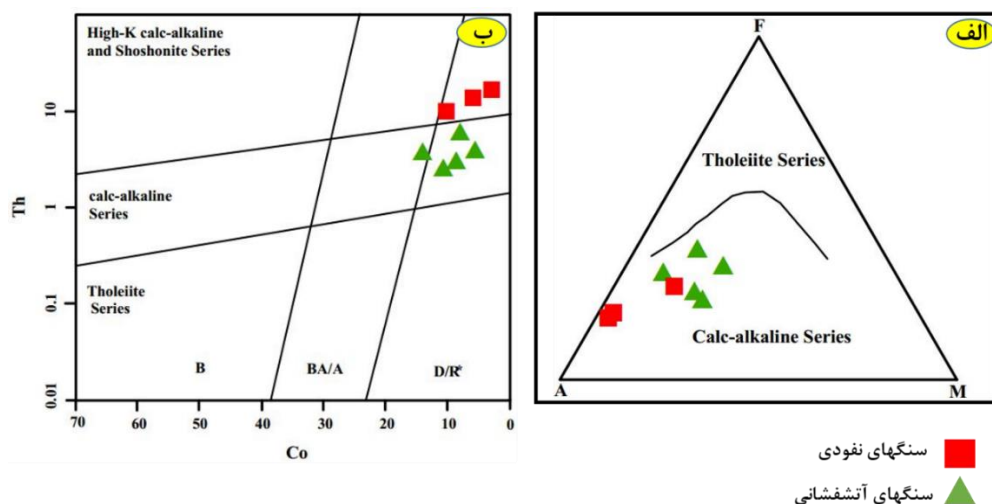 High-K calc-alkaline
and Shoshonite Series
ب
calc-alkaline
Series
Tholeiite
Series
B
BA/A
D/R*
10
1
0.1
0.01
Th
70
60
50
40
30
20
10
0
Co
الف
F
Tholeiite Series
Calc-alkaline Series
A
M
سنگهای نفودی
سنگهای آتشفشانی